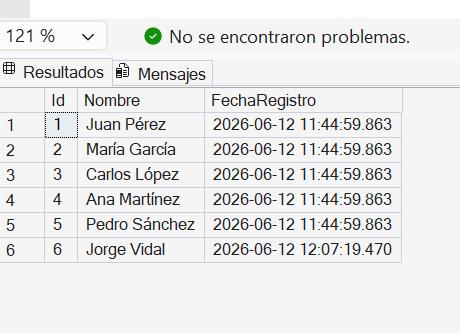 121 % No se encontraron problemas.
Resultados Mensajes
Id Nombre FechaRegistro
1 1 Juan Pérez 2026-06-12 11:44:59.863
2 2 María García 2026-06-12 11:44:59.863
3 3 Carlos López 2026-06-12 11:44:59.863
4 4 Ana Martínez 2026-06-12 11:44:59.863
5 5 Pedro Sánchez 2026-06-12 11:44:59.863
6 6 Jorge Vidal 2026-06-12 12:07:19.470